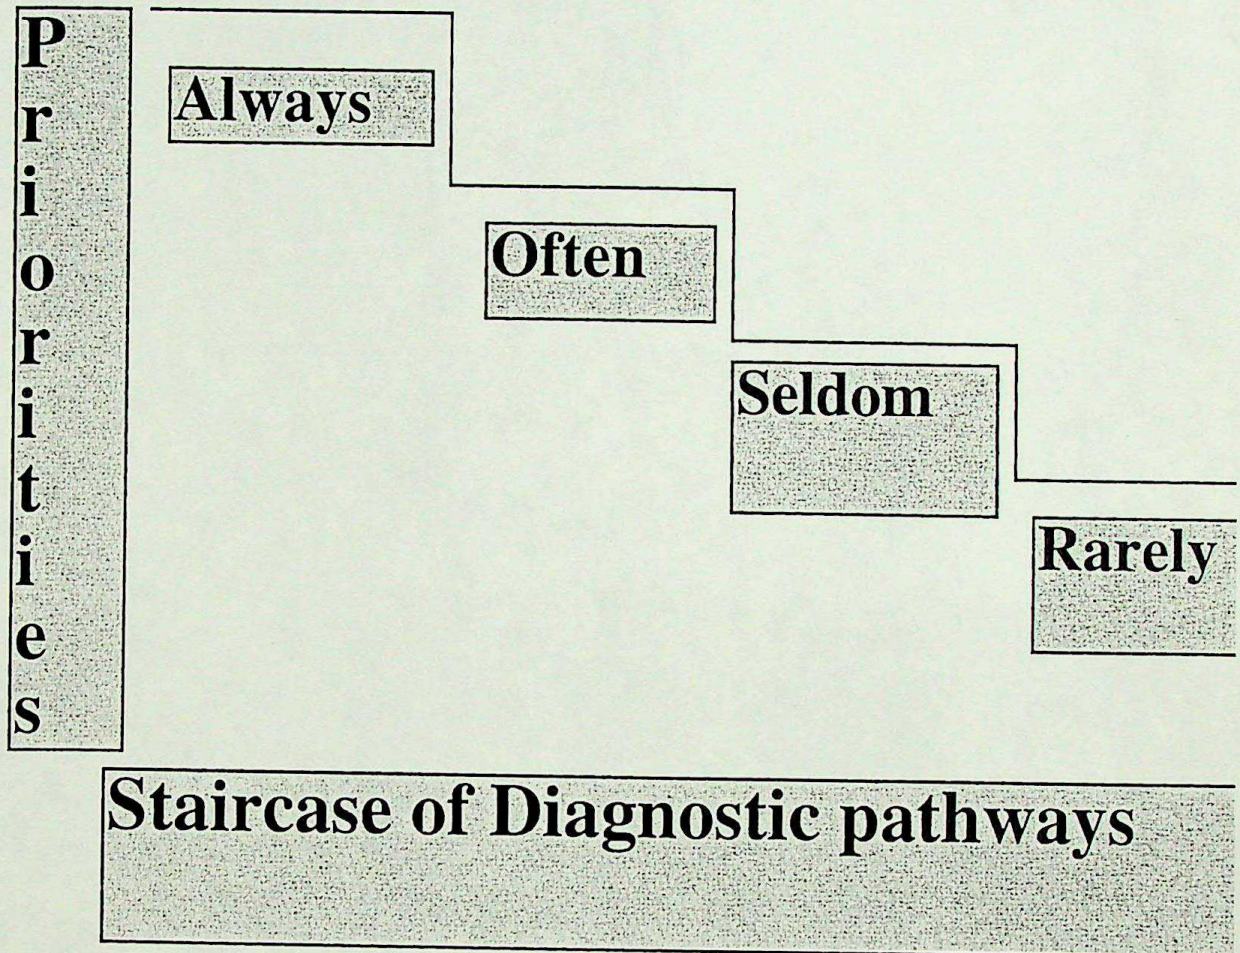 Priorities
Always
Often
Seldom
Rarely
Staircase of Diagnostic pathways